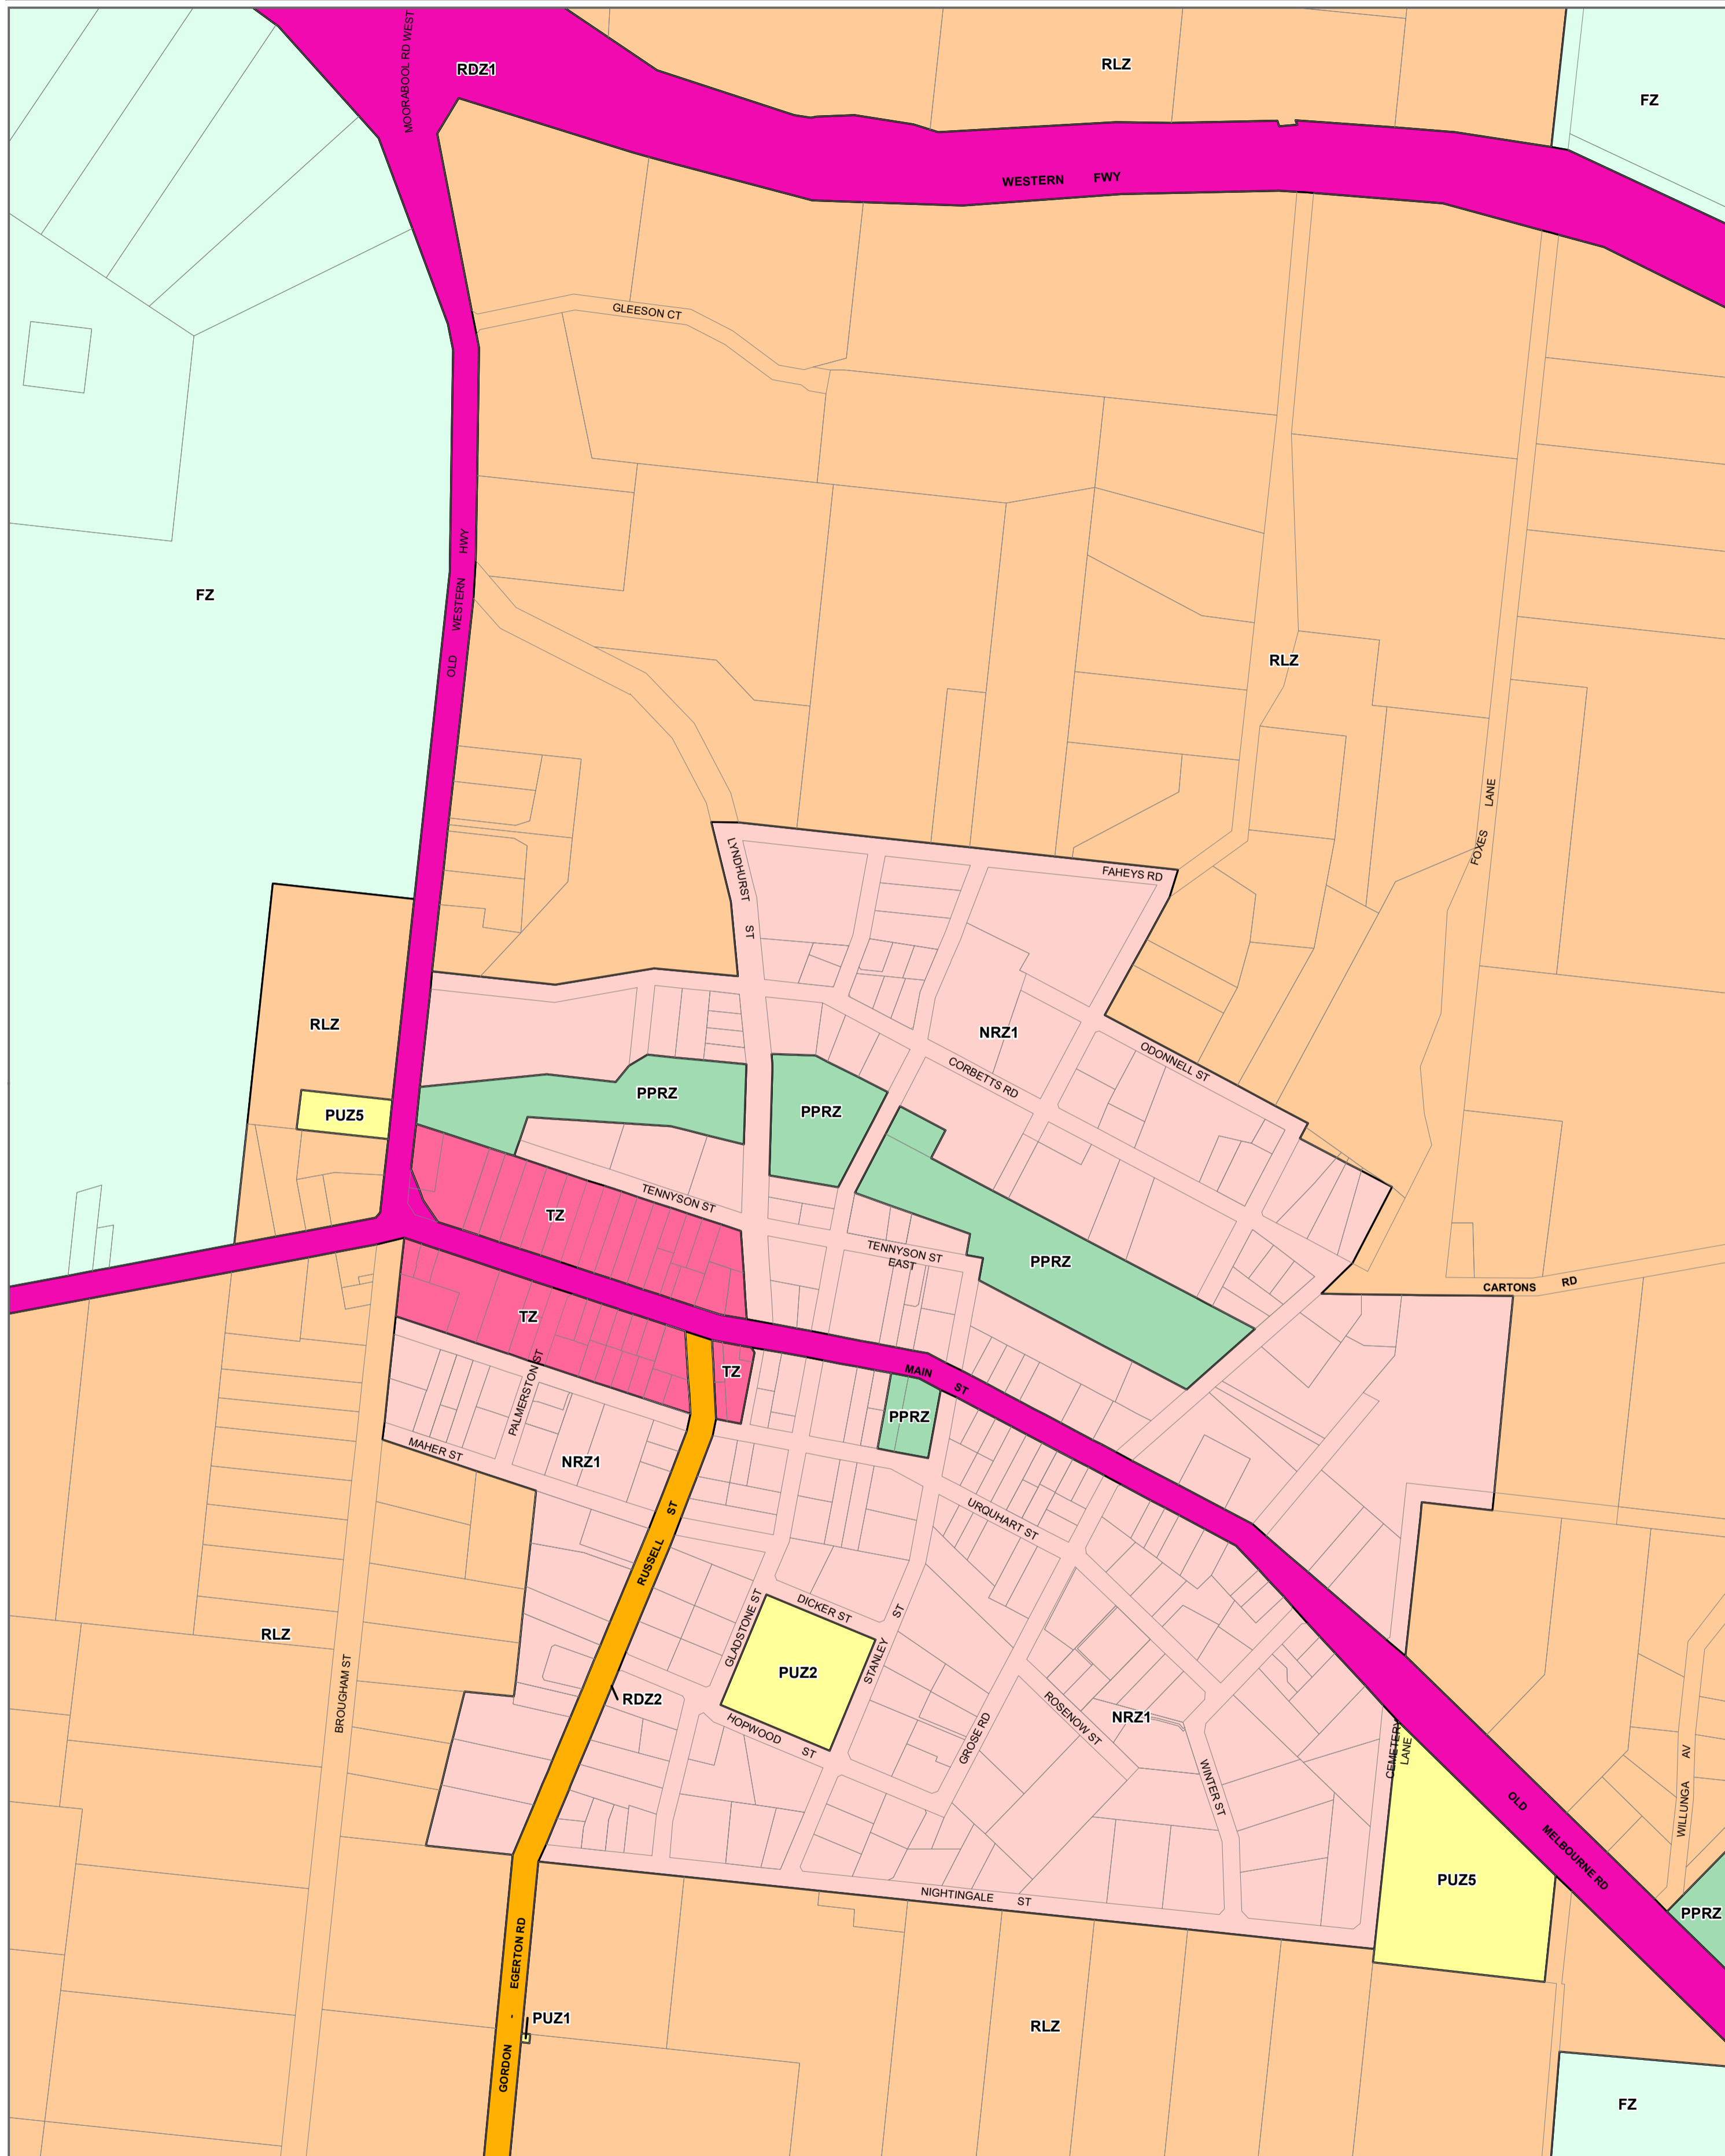 MOORABOOL RD WEST
RDZ1
RLZ
FZ
WESTERN FWY
GLEESON CT
OLD WESTERN HWY
FZ
RLZ
FOXES LANE
LYNDHURST ST
FAHEYS RD
RLZ
NRZ1
ODONNELL ST
CORBETTS RD
PPRZ
PPRZ
PUZ5
TENNYSON ST
TZ
TENNYSON ST
EAST
PPRZ
CARTONS RD
TZ
TZ
MAIN ST
PPRZ
PALMERSTON ST
MAHER ST
NRZ1
URQUHART ST
RUSSELL ST
RLZ
GLADSTONE ST
DICKER ST
STANLEY ST
PUZ2
BROUGHAM ST
RDZ2
HOPWOOD ST
GROSE RD
ROSENOW ST
NRZ1
WINTER ST
CEMETERY
LANE
OLD MELBOURNE RD
WILLUNGA AV
PUZ5
NIGHTINGALE ST
PPRZ
GORDON - EGERTON RD
PUZ1
RLZ
FZ